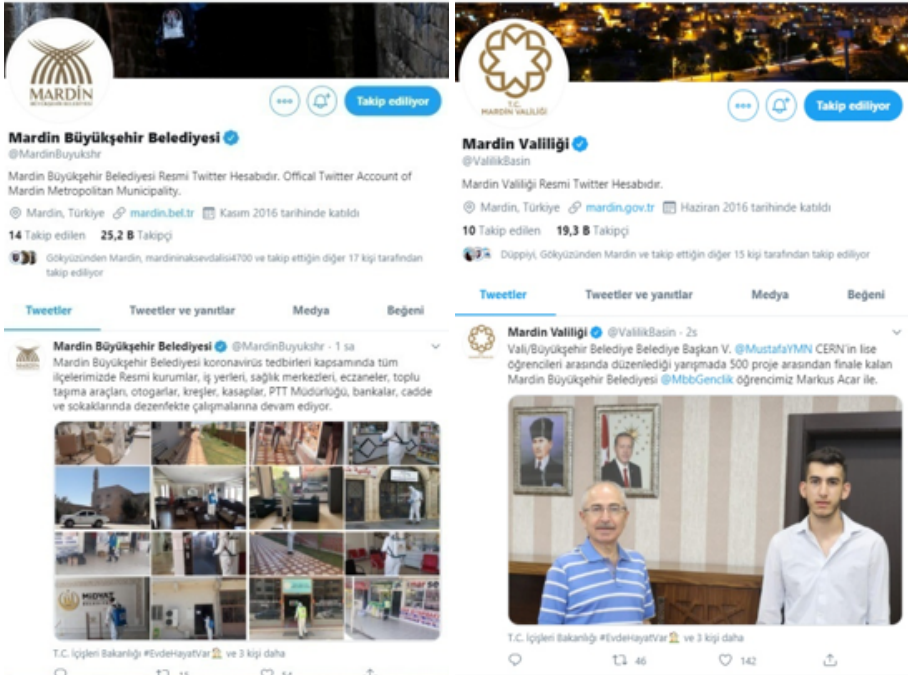 MARDİN
BÜYÜKŞEHİR BELEDİYESİ
Takip ediliyor
Mardin Büyükşehir Belediyesi
@MardinBuyukshr
Mardin Büyükşehir Belediyesi Resmi Twitter Hesabıdır. Offical Twitter Account of
Mardin Metropolitan Municipality.
Mardin, Türkiye mardin.bel.tr Kasım 2016 tarihinde katıldı
14 Takip edilen 25,2 B Takipçi
Gökyüzünden Mardin, mardininaksevdalisi4700 ve takip ettiğin diğer 17 kişi tarafından
takip ediliyor
Tweetler Tweetler ve yanıtlar Medya Beğeni
Mardin Büyükşehir Belediyesi @MardinBuyukshr · 1 sa
Mardin Büyükşehir Belediyesi koronavirüs tedbirleri kapsamında tüm
ilçelerimizde Resmi kurumlar, iş yerleri, sağlık merkezleri, eczaneler, toplu
taşıma araçları, otogarlar, kreşler, kasaplar, PTT Müdürlüğü, bankalar, cadde
ve sokaklarında dezenfekte çalışmalarına devam ediyor.
MİDYAT
BELEDİYESİ
T.C. İçişleri Bakanlığı #EvdeHayatVar ve 3 kişi daha
T.C.
MARDİN VALİLİĞİ
Takip ediliyor
Mardin Valiliği
@ValilikBasin
Mardin Valiliği Resmi Twitter Hesabıdır.
Mardin, Türkiye mardin.gov.tr Haziran 2016 tarihinde katıldı
10 Takip edilen 19,3 B Takipçi
Düppiyi, Gökyüzünden Mardin ve takip ettiğin diğer 15 kişi tarafından takip ediliyor
Tweetler Tweetler ve yanıtlar Medya Beğeni
Mardin Valiliği @ValilikBasin · 2s
Vali/Büyükşehir Belediye Belediye Başkan V. @MustafaYMN CERN'in lise
öğrencileri arasında düzenlediği yarışmada 500 proje arasından finale kalan
Mardin Büyükşehir Belediyesi @MbbGenclik öğrencimiz Markus Acar ile.
T.C. İçişleri Bakanlığı #EvdeHayatVar ve 3 kişi daha
46 142